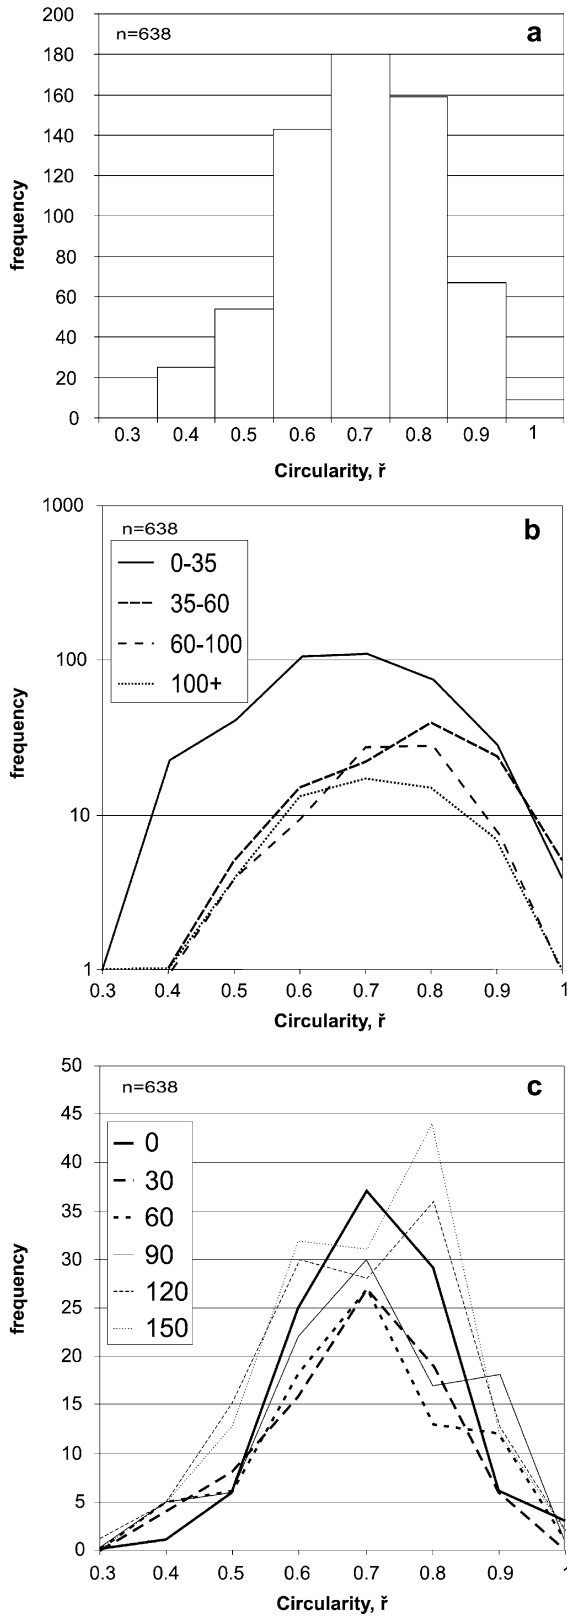 200
n=638
a
180
160
140
120
100
80
60
40
20
0
frequency
0.3 0.4 0.5 0.6 0.7 0.8 0.9 1
Circularity, ř
1000
n=638
b
0-35
35-60
60-100
100+
100
10
1
frequency
0.3 0.4 0.5 0.6 0.7 0.8 0.9 1
Circularity, ř
50
n=638
c
45
40
35
30
25
20
15
10
5
0
0
30
60
90
120
150
frequency
0.3 0.4 0.5 0.6 0.7 0.8 0.9 1
Circularity, ř